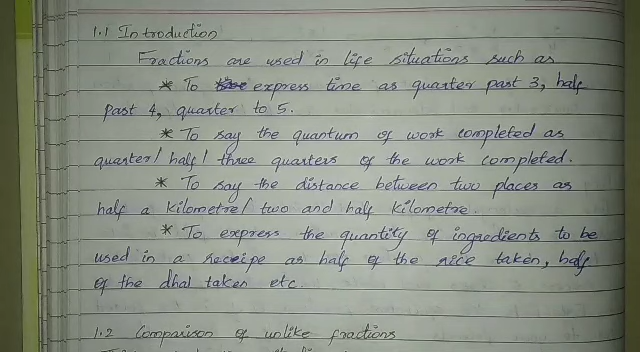 1.1 Introduction
Fractions are used in life situations such as
* To express time as quarter past 3, half
past 4, quarter to 5.
* To say the quantum of work completed as
quarter/ half/ three quarters of the work completed.
* To say the distance between two places as
half a kilometre/ two and half kilometre.
* To express the quantity of ingredients to be
used in a receipe as half of the rice taken, half
of the dhal taken etc.
1.2 Comparison of unlike fractions